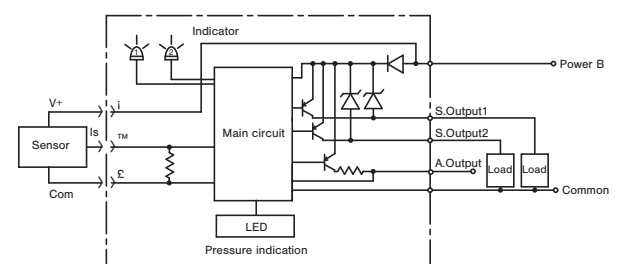 Indicator
1
2
Power B
V+
i
S.Output1
Is
™
Main circuit
S.Output2
Sensor
A.Output
Load
Load
£
Com
Common
LED
Pressure indication